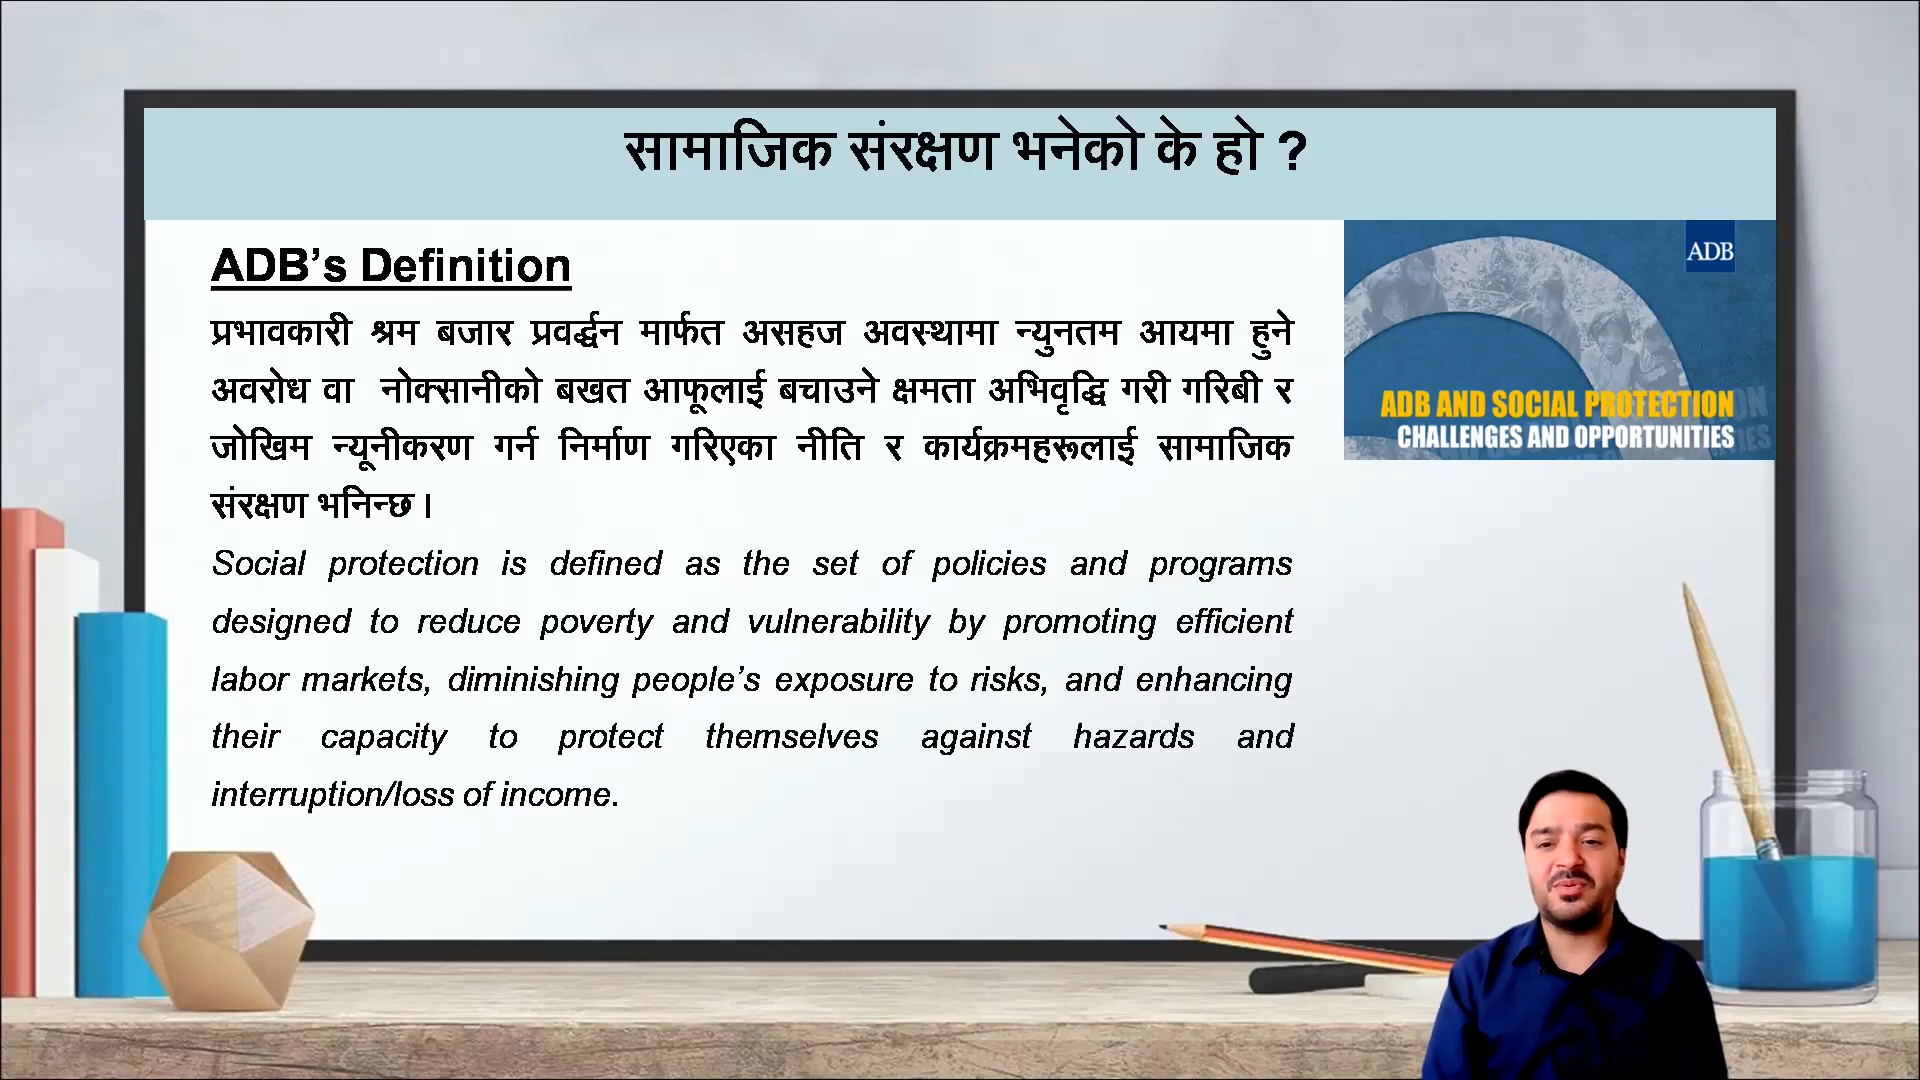 सामाजिक संरक्षण भनेको के हो ?
ADB’s Definition
प्रभावकारी श्रम बजार प्रवर्द्धन मार्फत असहज अवस्थामा न्युनतम आयमा हुने
अवरोध वा नोक्सानीको बखत आफूलाई बचाउने क्षमता अभिवृद्धि गरी गरिबी र
जोखिम न्यूनीकरण गर्न निर्माण गरिएका नीति र कार्यक्रमहरूलाई सामाजिक
संरक्षण भनिन्छ ।
Social protection is defined as the set of policies and programs
designed to reduce poverty and vulnerability by promoting efficient
labor markets, diminishing people’s exposure to risks, and enhancing
their capacity to protect themselves against hazards and
interruption/loss of income.
ADB
ADB AND SOCIAL PROTECTION
CHALLENGES AND OPPORTUNITIES